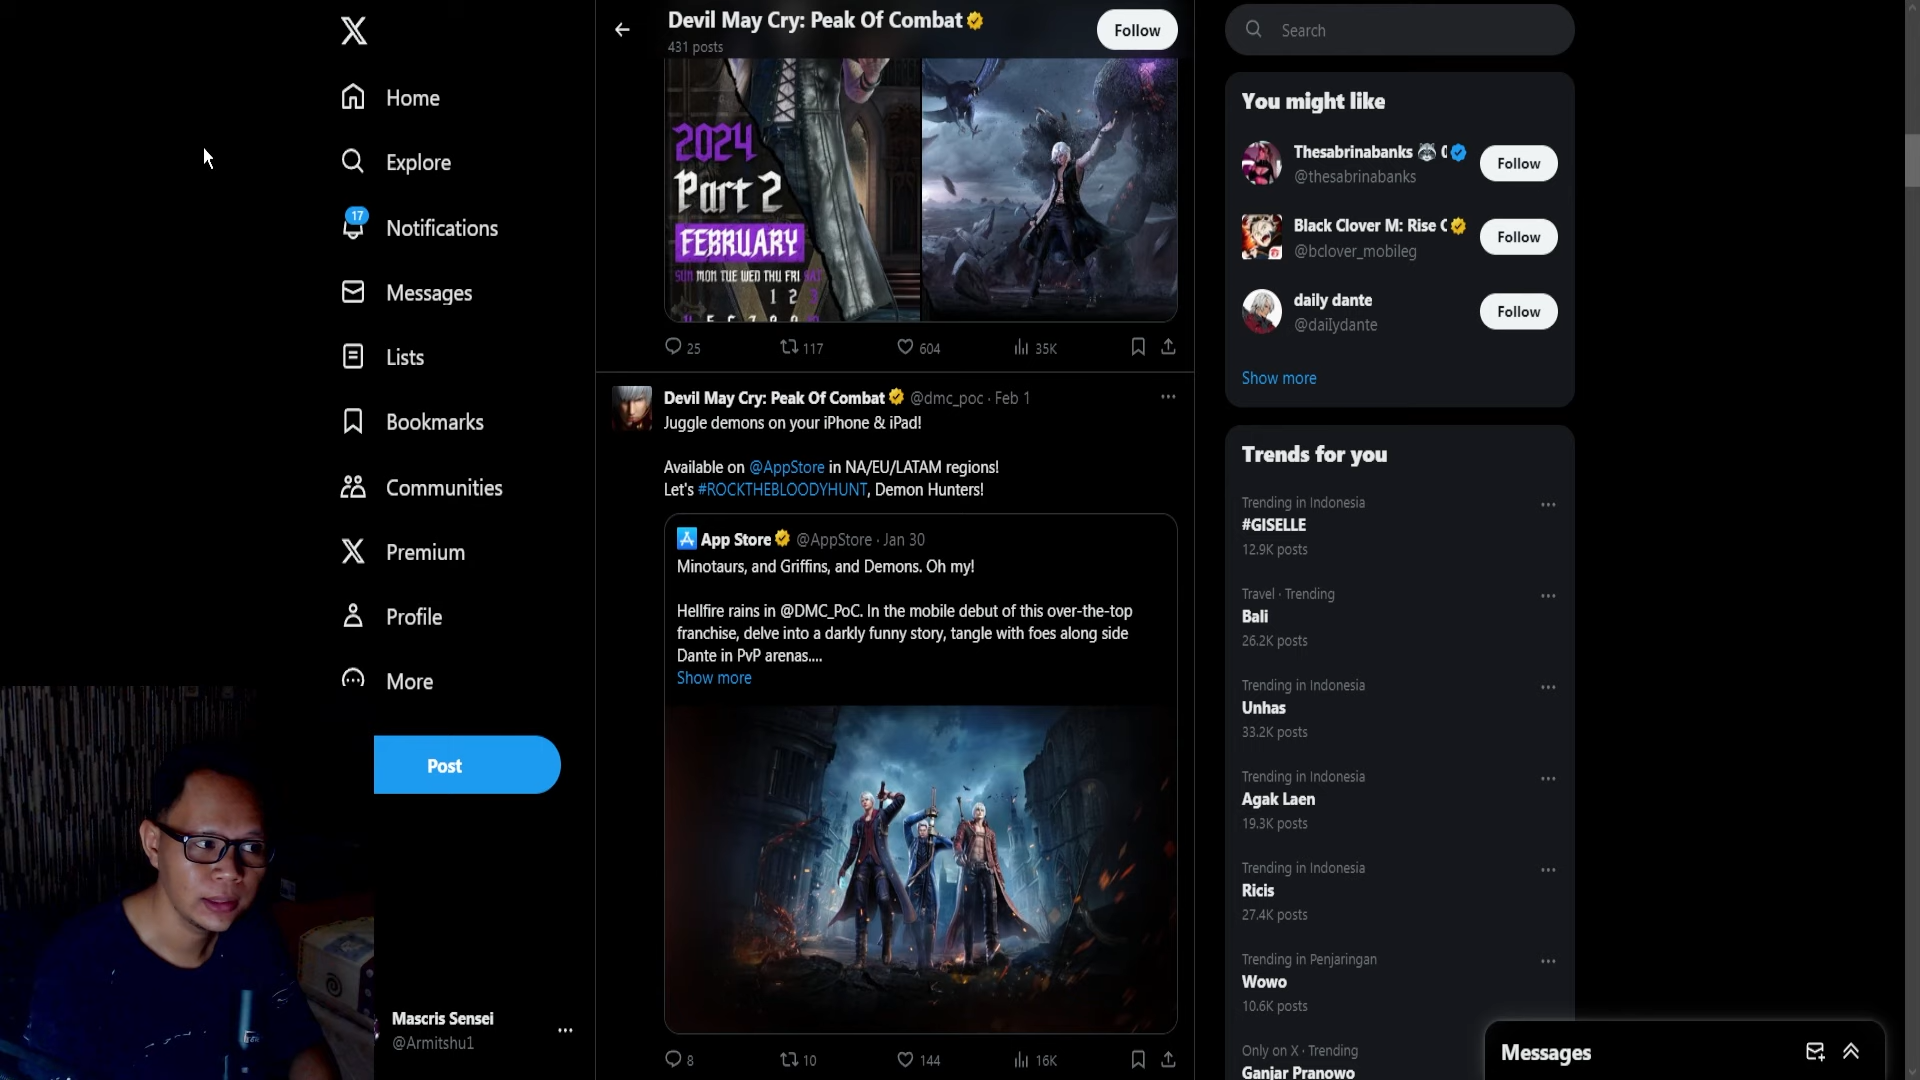 Home
Explore
17
Notifications
Messages
Lists
Bookmarks
Communities
Premium
Profile
More
Post
Mascris Sensei
@Armitshu1
Devil May Cry: Peak Of Combat
431 posts
Follow
2024
Part 2
FEBRUARY
SUN MON TUE WED THU FRI SAT
1 2 3
25
117
604
35K
Devil May Cry: Peak Of Combat @dmc_poc · Feb 1
Juggle demons on your iPhone & iPad!
Available on @AppStore in NA/EU/LATAM regions!
Let's #ROCKTHEBLOODYHUNT, Demon Hunters!
App Store @AppStore · Jan 30
Minotaurs, and Griffins, and Demons. Oh my!
Hellfire rains in @DMC_PoC. In the mobile debut of this over-the-top
franchise, delve into a darkly funny story, tangle with foes along side
Dante in PvP arenas....
Show more
8
10
144
16K
Search
You might like
Thesabrinabanks
@thesabrinabanks
Follow
Black Clover M: Rise
@bclover_mobileg
Follow
daily dante
@dailydante
Follow
Show more
Trends for you
Trending in Indonesia
#GISELLE
12.9K posts
Travel · Trending
Bali
26.2K posts
Trending in Indonesia
Unhas
33.2K posts
Trending in Indonesia
Agak Laen
19.3K posts
Trending in Indonesia
Ricis
27.4K posts
Trending in Penjaringan
Wowo
10.6K posts
Only on X · Trending
Ganjar Pranowo
Messages